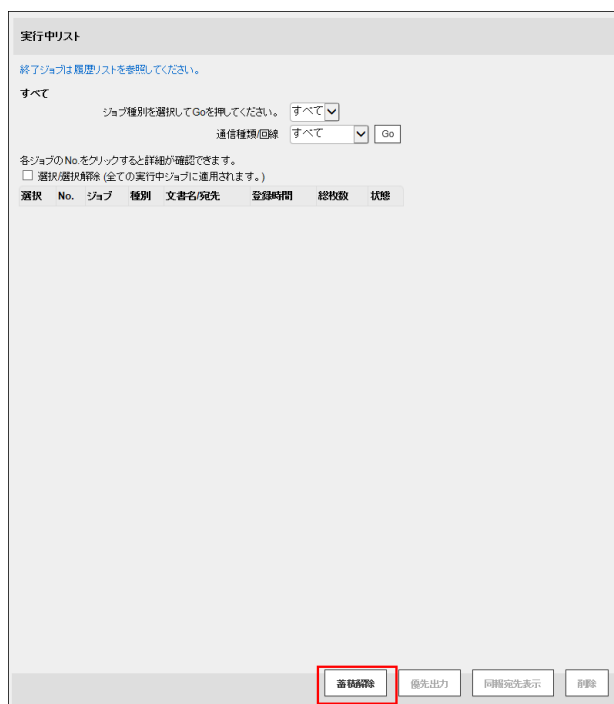 実行中リスト
終了ジョブは履歴リストを参照してください。
すべて
ジョブ種別を選択してGoを押してください。 すべて
通信種類/回線 すべて Go
各ジョブのNo.をクリックすると詳細が確認できます。
選択/選択解除 (全ての実行中ジョブに適用されます。)
選択 No. ジョブ 種別 文書名/宛先 登録時間 総枚数 状態
蓄積解除 優先出力 同報宛先表示 削除